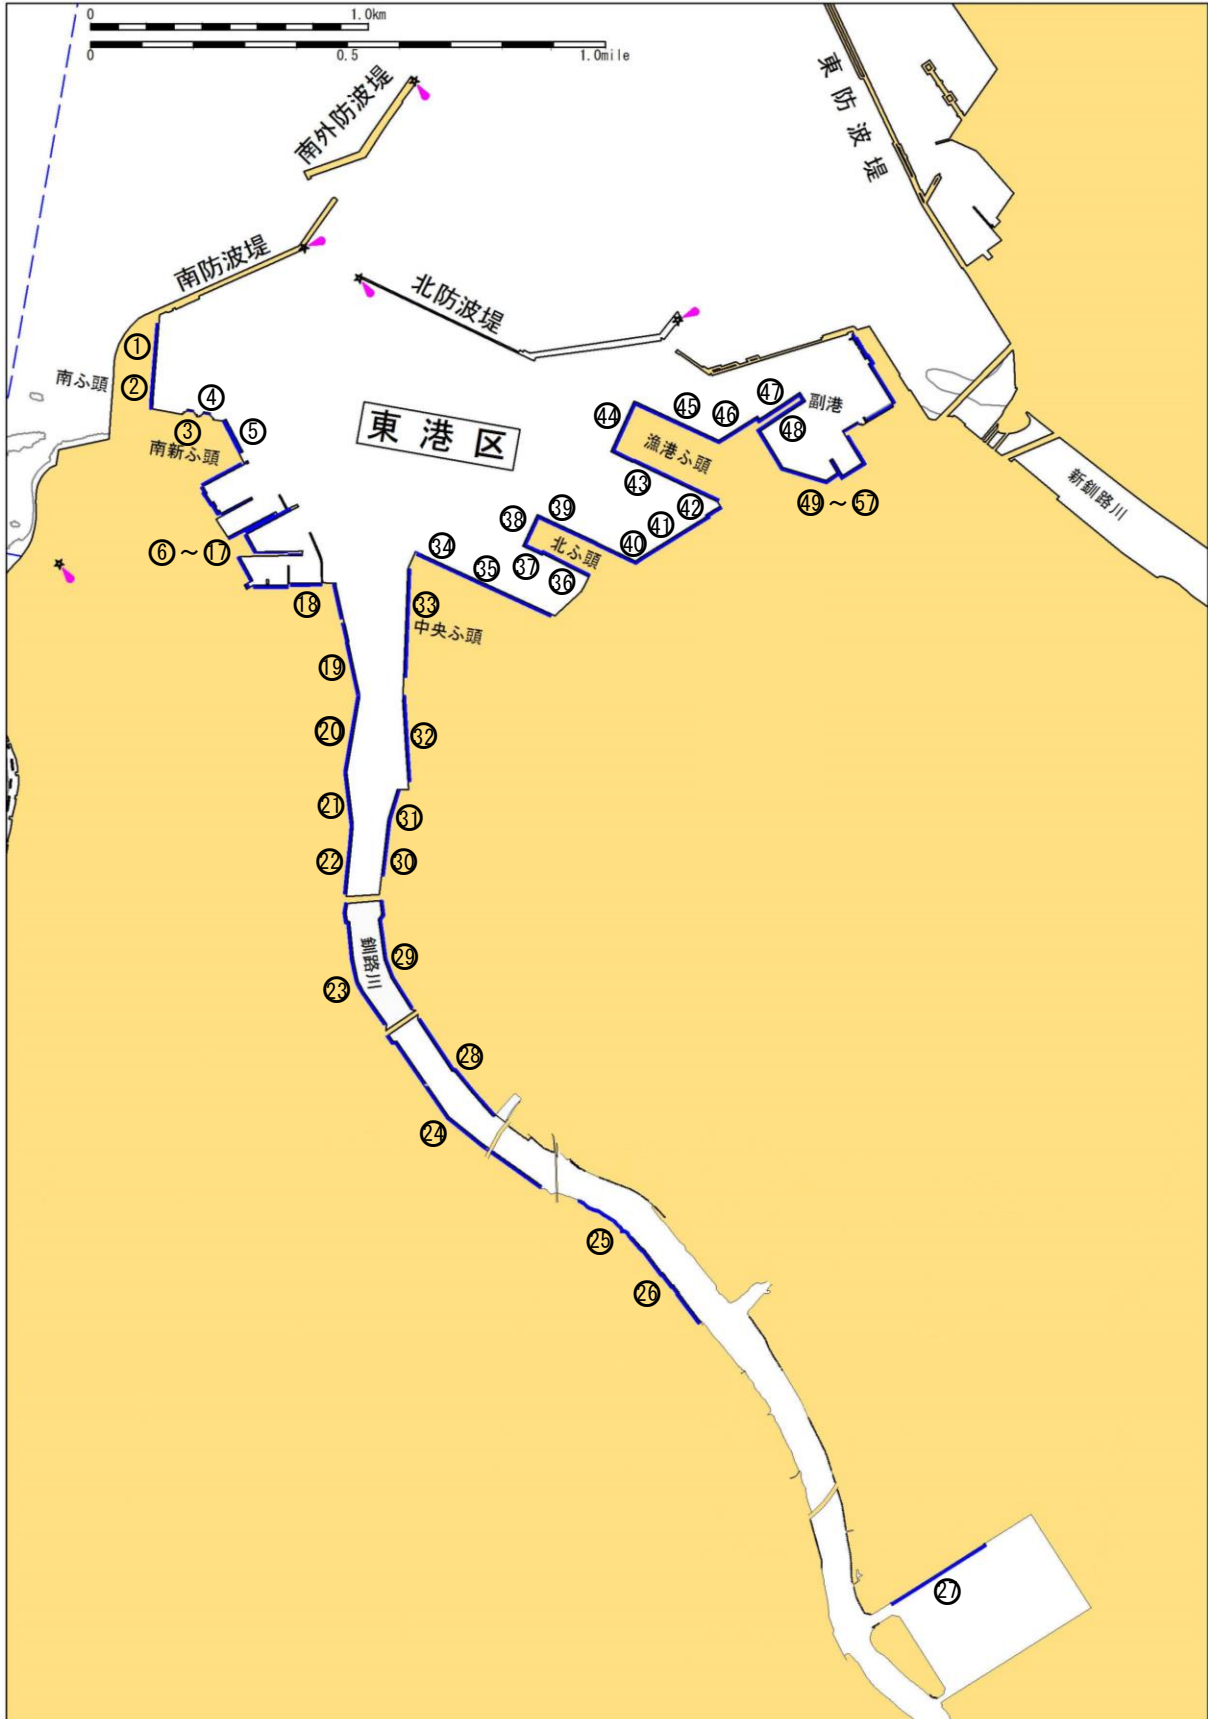 0 1.0km
0 0.5 1.0mile
東防波堤
南外防波堤
南防波堤
北防波堤
①
南ふ頭
②
④
③
⑤
南新ふ頭
東港区
㊼
副港
㊹
㊺
㊻
㊽
漁港ふ頭
㊸
㊷
㊾～57
新釧路川
㊳
㊴
㊶
㊵
北ふ頭
⑥～⑰
㉞
㉟
㊲
㊱
⑱
㉝
中央ふ頭
⑲
⑳
㉜
㉑
㉛
㉒
㉚
釧路川
㉙
㉓
㉘
㉔
㉕
㉖
㉗